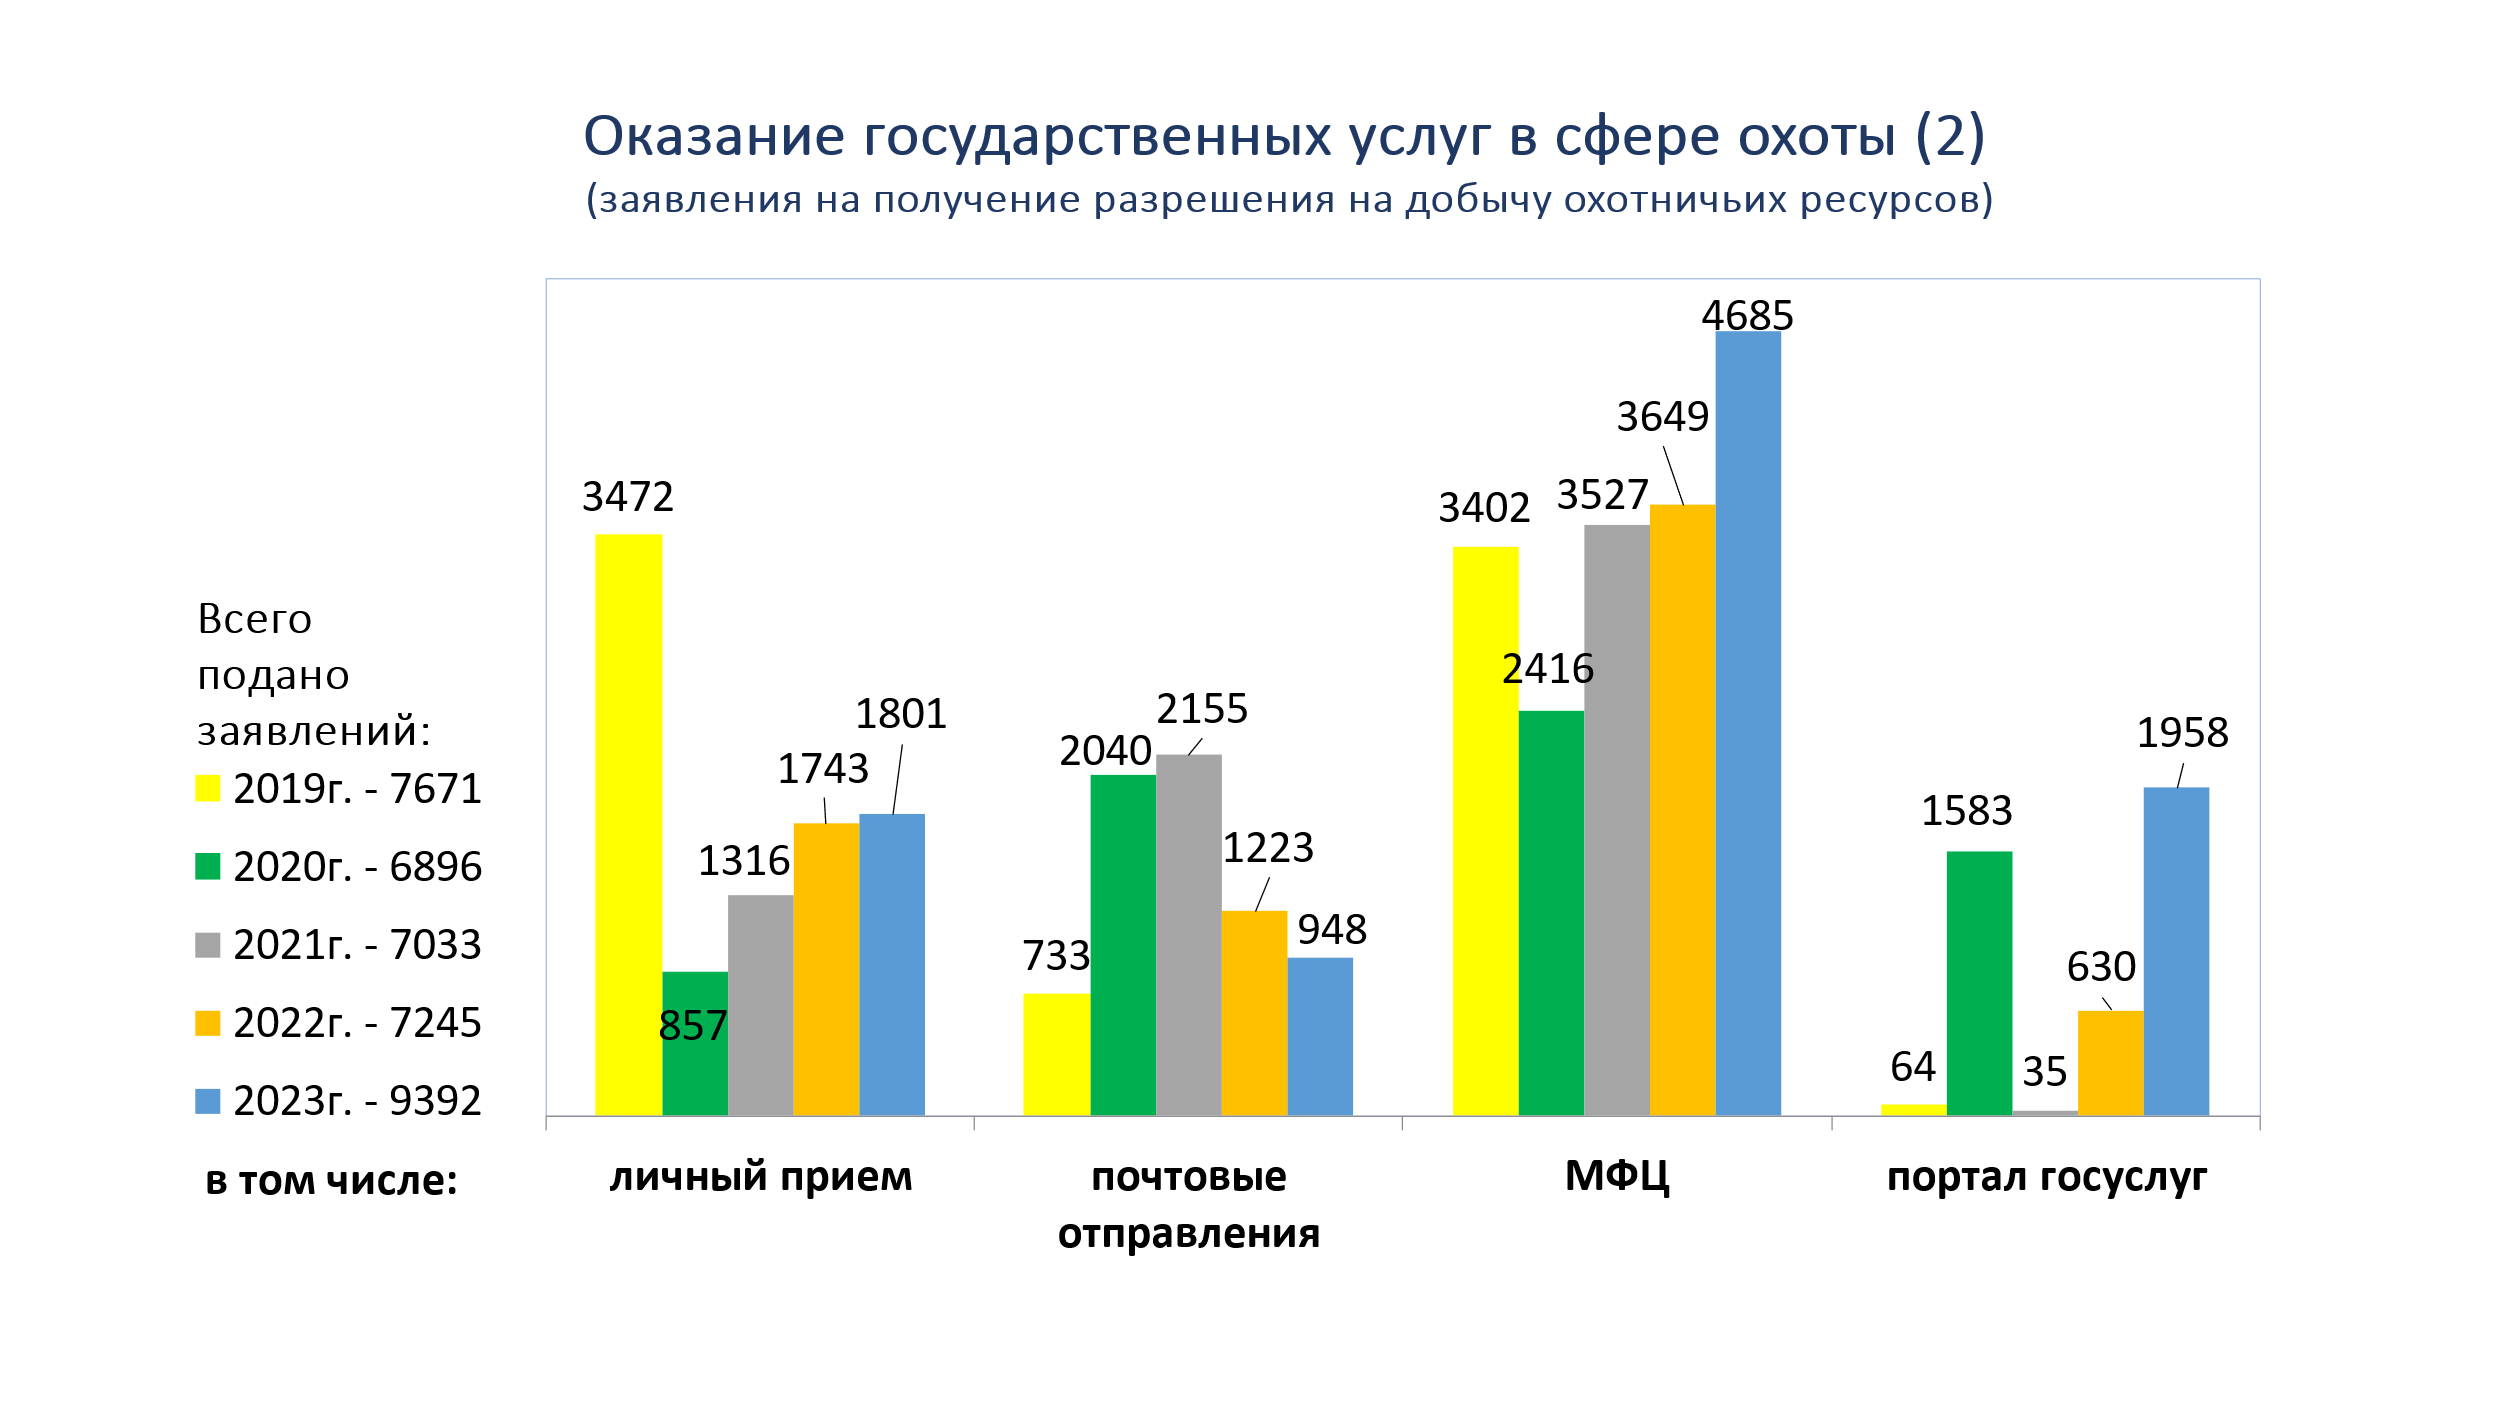 Оказание государственных услуг в сфере охоты (2)
(заявления на получение разрешения на добычу охотничьих ресурсов)
Всего
подано
заявлений:
2019г. - 7671
2020г. - 6896
2021г. - 7033
2022г. - 7245
2023г. - 9392
в том числе:
3472
857
1316
1743
1801
733
2040
2155
1223
948
3402
2416
3527
3649
4685
64
1583
35
630
1958
личный прием
почтовые
отправления
МФЦ
портал госуслуг